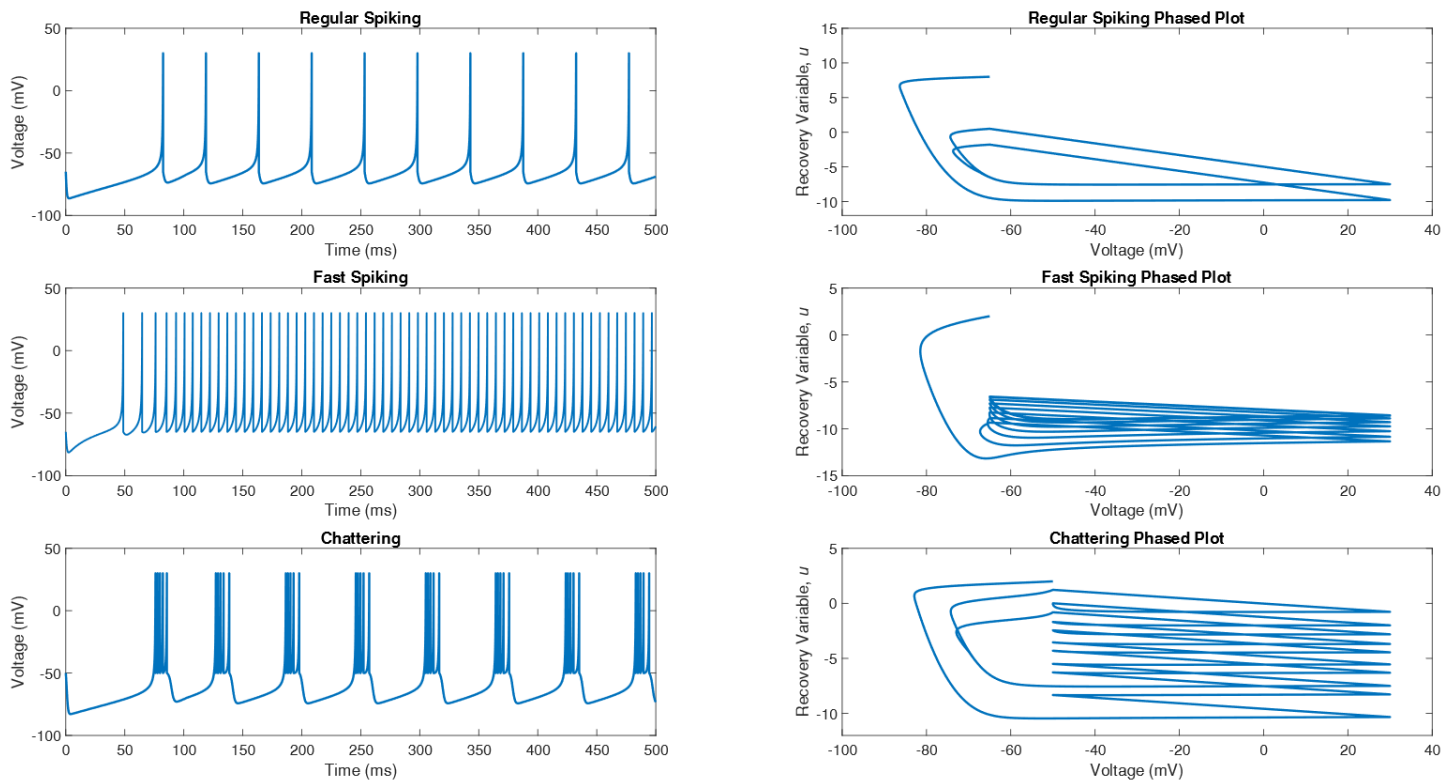 Regular Spiking
Voltage (mV)
50
0
-50
-100
0 50 100 150 200 250 300 350 400 450 500
Time (ms)
Regular Spiking Phased Plot
Recovery Variable, u
15
10
5
0
-5
-10
-100 -80 -60 -40 -20 0 20 40
Voltage (mV)
Fast Spiking
Voltage (mV)
50
0
-50
-100
0 50 100 150 200 250 300 350 400 450 500
Time (ms)
Fast Spiking Phased Plot
Recovery Variable, u
5
0
-5
-10
-15
-100 -80 -60 -40 -20 0 20 40
Voltage (mV)
Chattering
Voltage (mV)
50
0
-50
-100
0 50 100 150 200 250 300 350 400 450 500
Time (ms)
Chattering Phased Plot
Recovery Variable, u
5
0
-5
-10
-100 -80 -60 -40 -20 0 20 40
Voltage (mV)